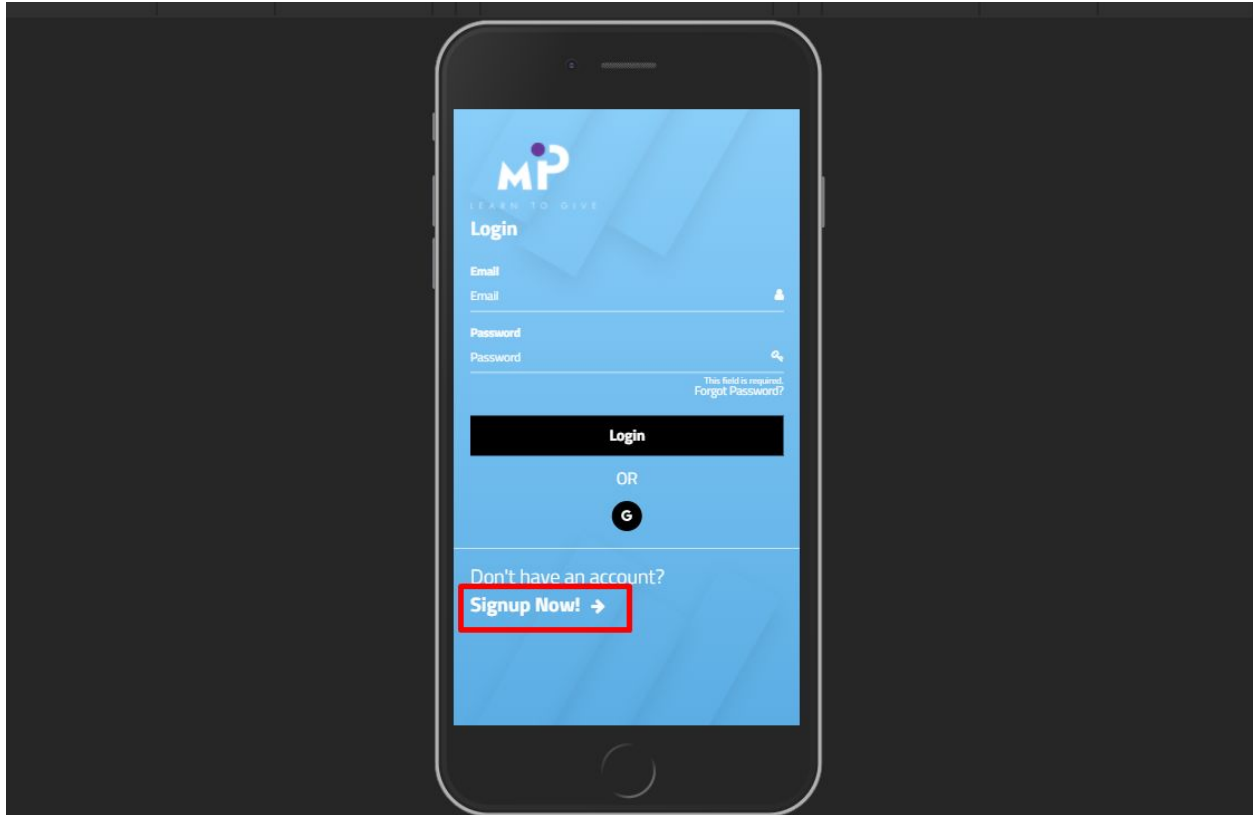 MiP
LEARN TO GIVE
Login
Email
Email
Password
Password
This field is required.
Forgot Password?
Login
OR
G
Don't have an account?
Signup Now!